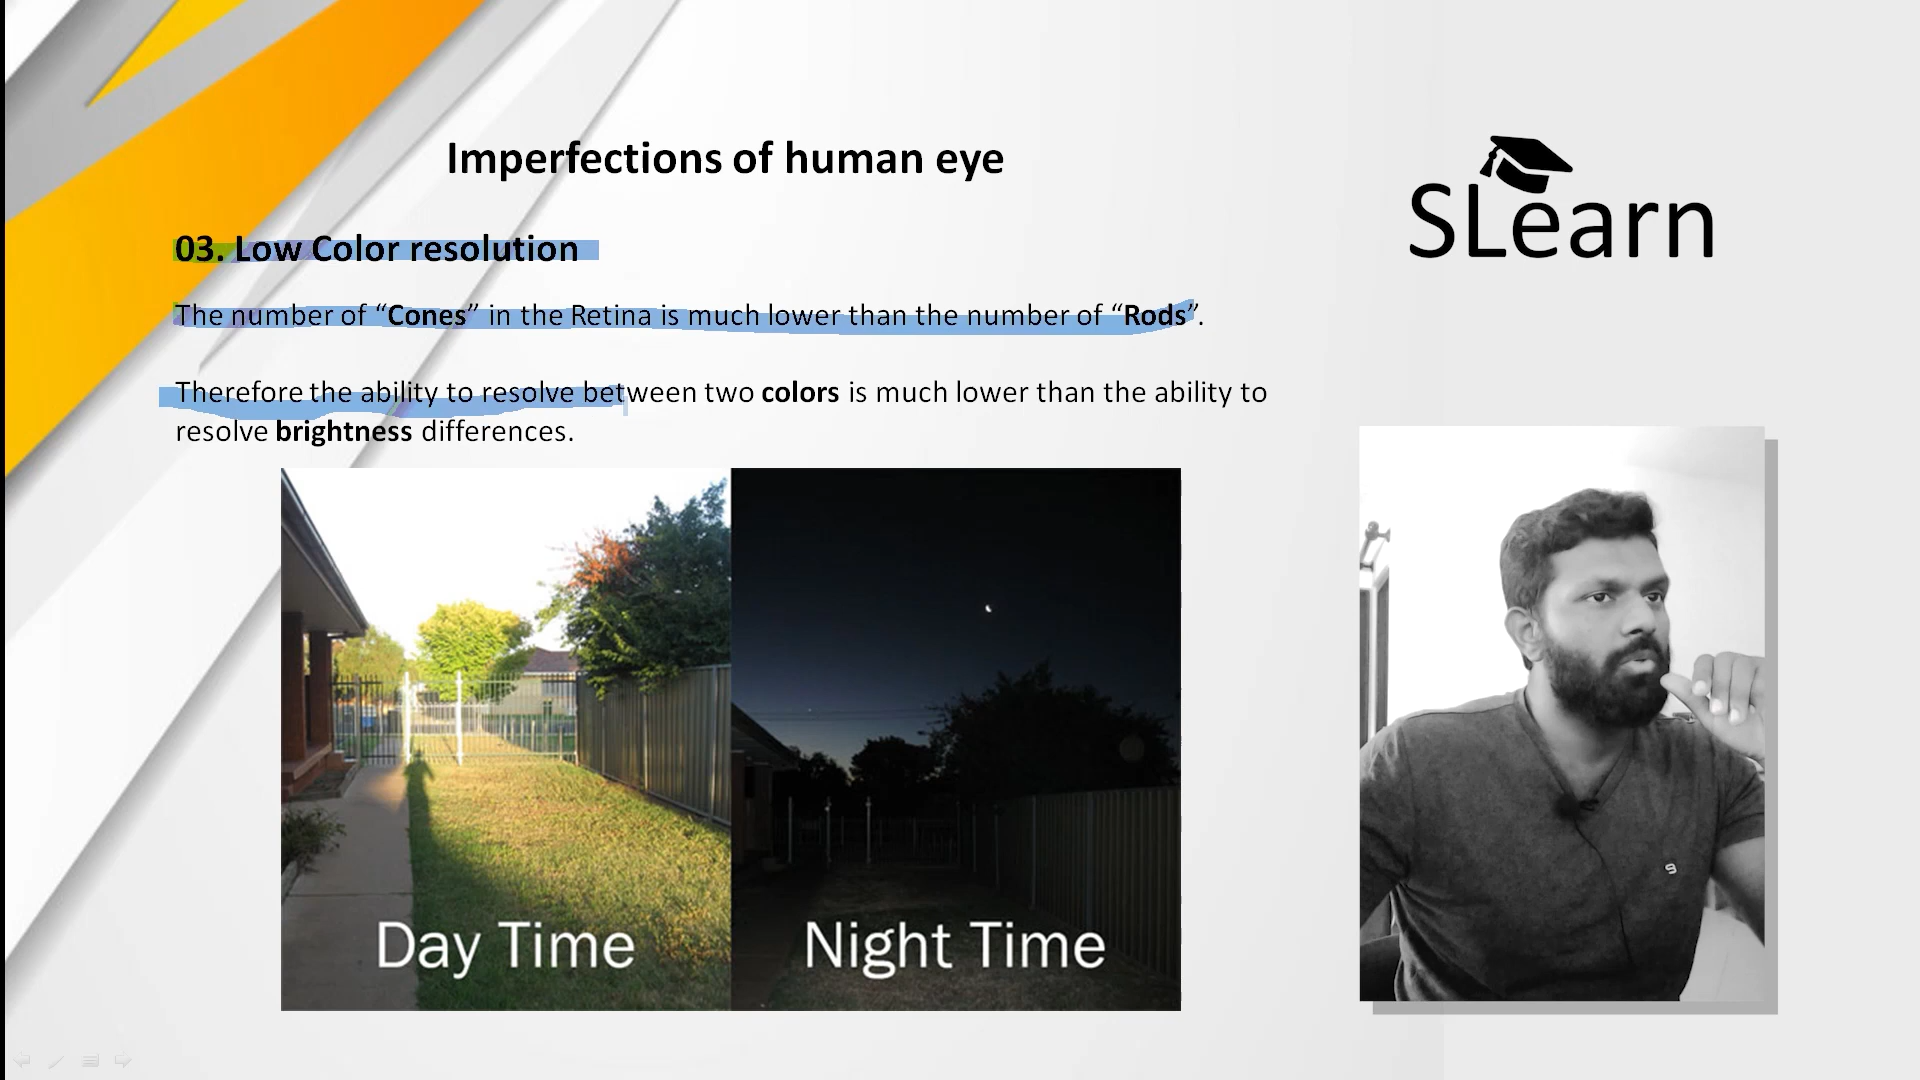 Imperfections of human eye
SLearn
03. Low Color resolution
The number of “Cones” in the Retina is much lower than the number of “Rods”.
Therefore the ability to resolve between two colors is much lower than the ability to
resolve brightness differences.
Day Time
Night Time